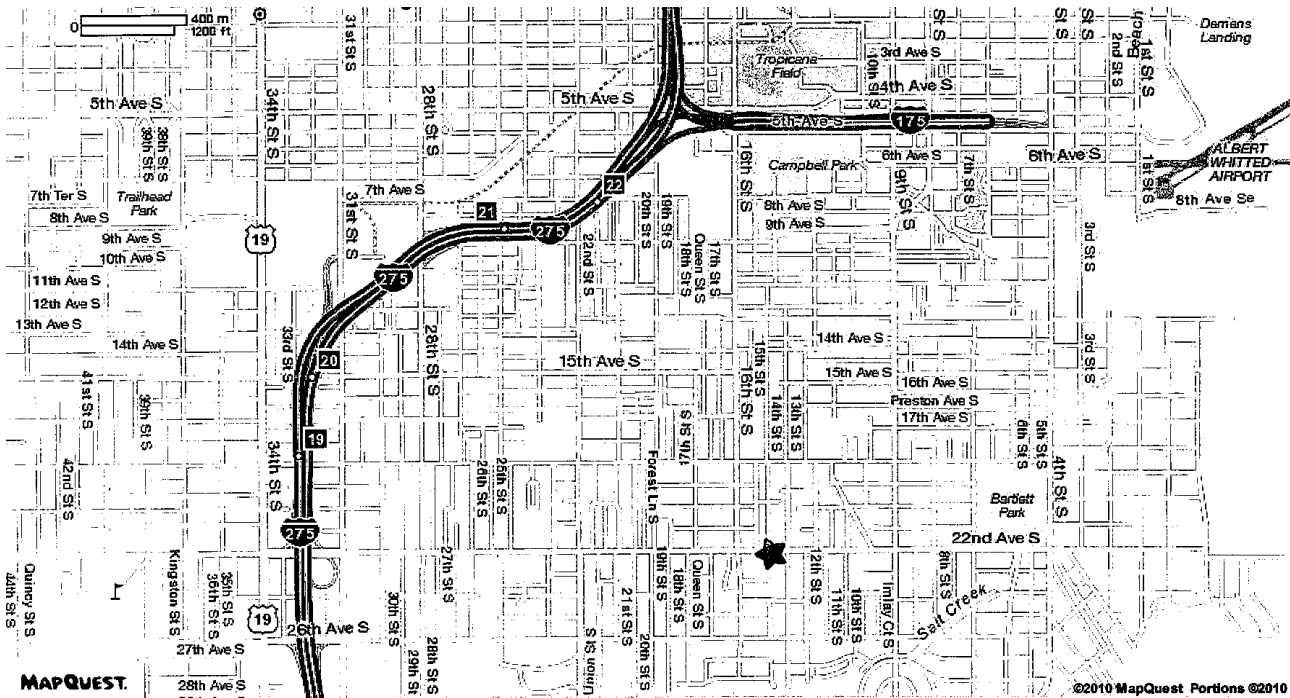 0
400 m
1200 ft
31st St S
St S
St S
St S
Beach
2nd St S
1st St S
Demans
Landing
Tropicana
Field
3rd Ave S
10th St S
4th Ave S
5th Ave S
34th St S
28th St S
5th Ave S
5th Ave S
175
39th St S
38th St S
16th St S
Campbell Park
6th Ave S
7th St S
6th Ave S
1st St S
ALBERT
WHITTED
AIRPORT
8th Ave Se
7th Ter S
Trailhead
Park
8th Ave S
7th Ave S
31st St S
22
21
20th St S
19th St S
8th Ave S
9th St S
9th Ave S
3rd St S
19
9th Ave S
10th Ave S
275
22nd St S
18th St S
Queen St S
17th St S
11th Ave S
275
12th Ave S
13th Ave S
14th Ave S
33rd St S
20
28th St S
15th Ave S
15th St S
16th St S
14th Ave S
15th Ave S
3rd St S
16th Ave S
Preston Ave S
17th Ave S
14th St S
13th St S
41st St S
39th St S
19
34th St S
17th St S
6th St S
5th St S
4th St S
42nd St S
26th St S
25th St S
Forest Ln S
Bartlett
Park
275
22nd Ave S
44th St S
Quincy St S
Kingston St S
36th St S
35th St S
27th St S
19th St S
18th St S
Queen St S
12th St S
11th St S
10th St S
Imlay Ct S
8th St S
Salt Creek
19
26th Ave S
30th St S
29th St S
28th St S
Union St S
21st St S
20th St S
27th Ave S
28th Ave S
MAPQUEST.
©2010 MapQuest Portions ©2010